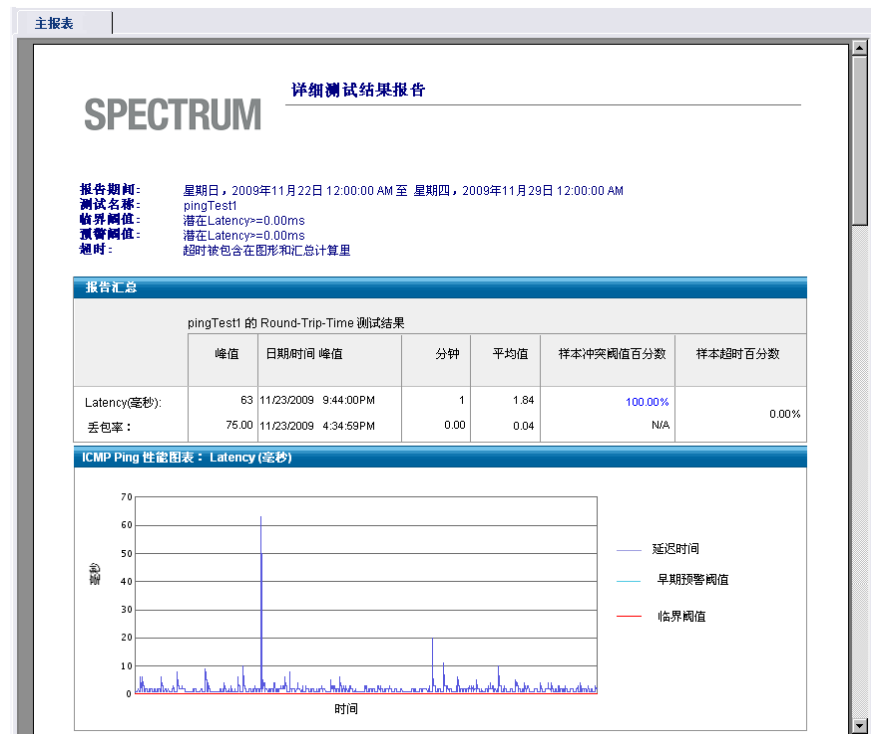 主报表
SPECTRUM
详细测试结果报告
报告期间: 星期日，2009年11月22日 12:00:00 AM 至 星期四，2009年11月29日 12:00:00 AM
测试名称: pingTest1
临界阈值: 潜在Latency>=0.00ms
预警阈值: 潜在Latency>=0.00ms
超时: 超时被包含在图形和汇总计算里
报告汇总
pingTest1 的 Round-Trip-Time 测试结果
峰值 日期/时间 峰值 分钟 平均值 样本冲突阈值百分数 样本超时百分数
Latency(毫秒): 63 11/23/2009 9:44:00PM 1 1.84 100.00%
0.00%
丢包率： 75.00 11/23/2009 4:34:59PM 0.00 0.04 N/A
ICMP Ping 性能图表： Latency (毫秒)
70
60
50
40
30
20
10
0
毫秒
时间
延迟时间
早期预警阈值
临界阈值